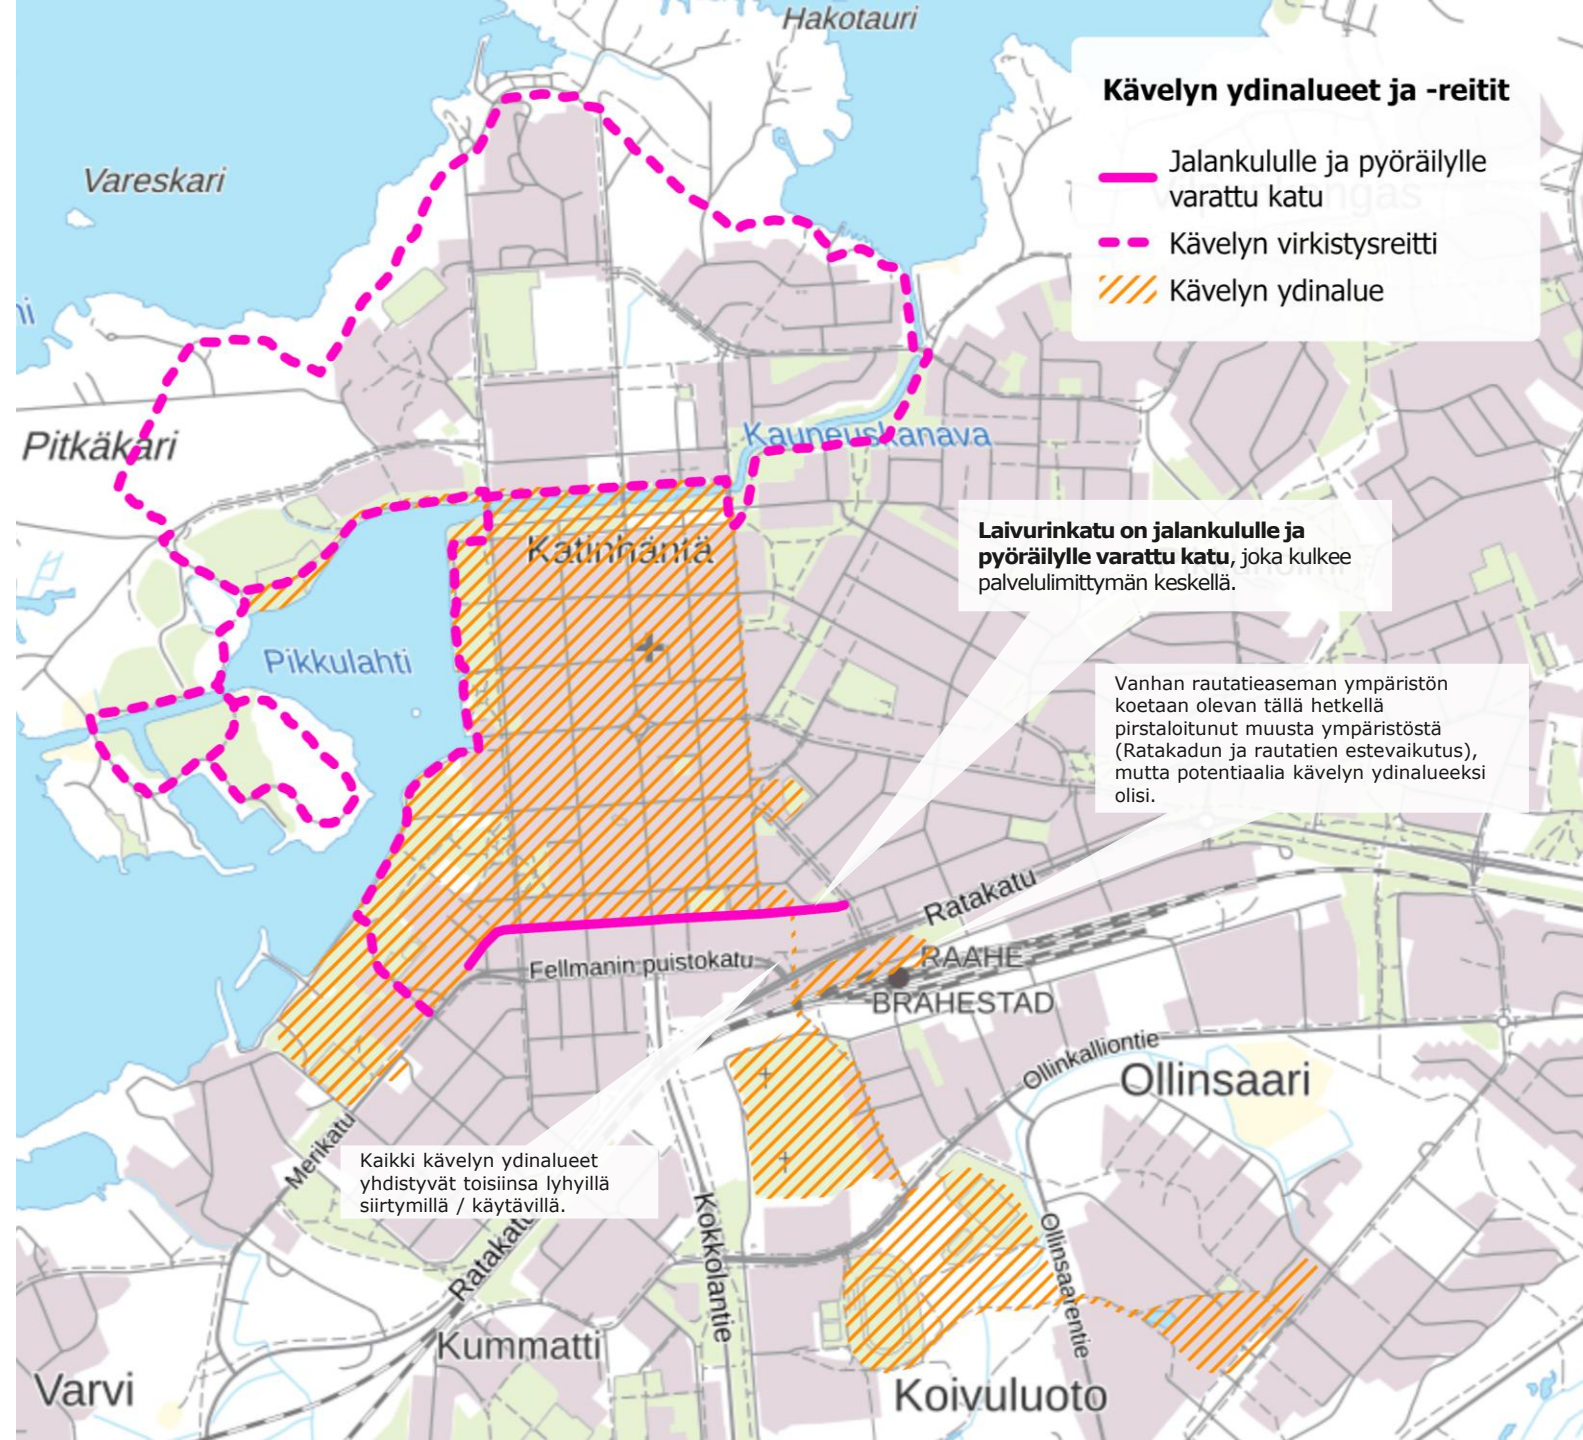 Hakotauri
Kävelyn ydinalueet ja -reitit
Jalankululle ja pyöräilylle
varattu katu
Kävelyn virkistysreitti
Kävelyn ydinalue
Vareskari
ni
Pitkäkari
Kauneuskanava
Katinhäntä
Laivurinkatu on jalankululle ja
pyöräilylle varattu katu, joka kulkee
palvelulimittymän keskellä.
Pikkulahti
Vanhan rautatieaseman ympäristön
koetaan olevan tällä hetkellä
pirstaloitunut muusta ympäristöstä
(Ratakadun ja rautatien estevaikutus),
mutta potentiaalia kävelyn ydinalueeksi
olisi.
Ratakatu
Fellmanin puistokatu
RAAHE
BRAHESTAD
Ollinkalliontie
Ollinsaari
Merikatu
Kaikki kävelyn ydinalueet
yhdistyvät toisiinsa lyhyillä
siirtymillä / käytävillä.
Ratakatu
Kokkolantie
Ollinsaarentie
Kummatti
Varvi
Koivuluoto